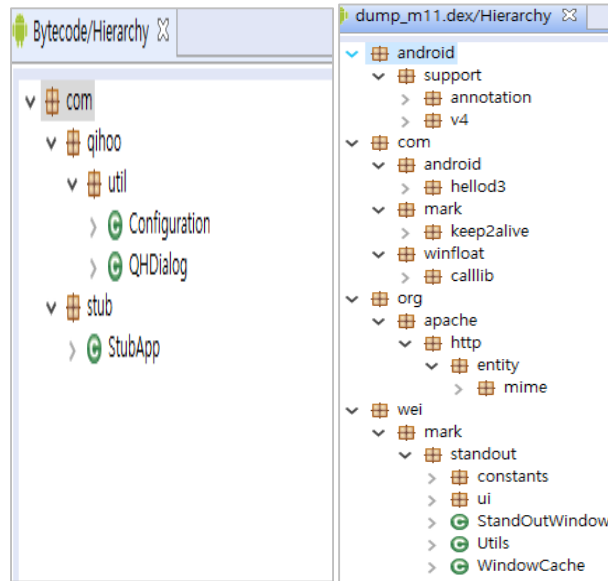 Bytecode/Hierarchy
com
qihoo
util
Configuration
QHDialog
stub
StubApp
dump_m11.dex/Hierarchy
android
support
annotation
v4
com
android
hellod3
mark
keep2alive
winfloat
calllib
org
apache
http
entity
mime
wei
mark
standout
constants
ui
StandOutWindow
Utils
WindowCache